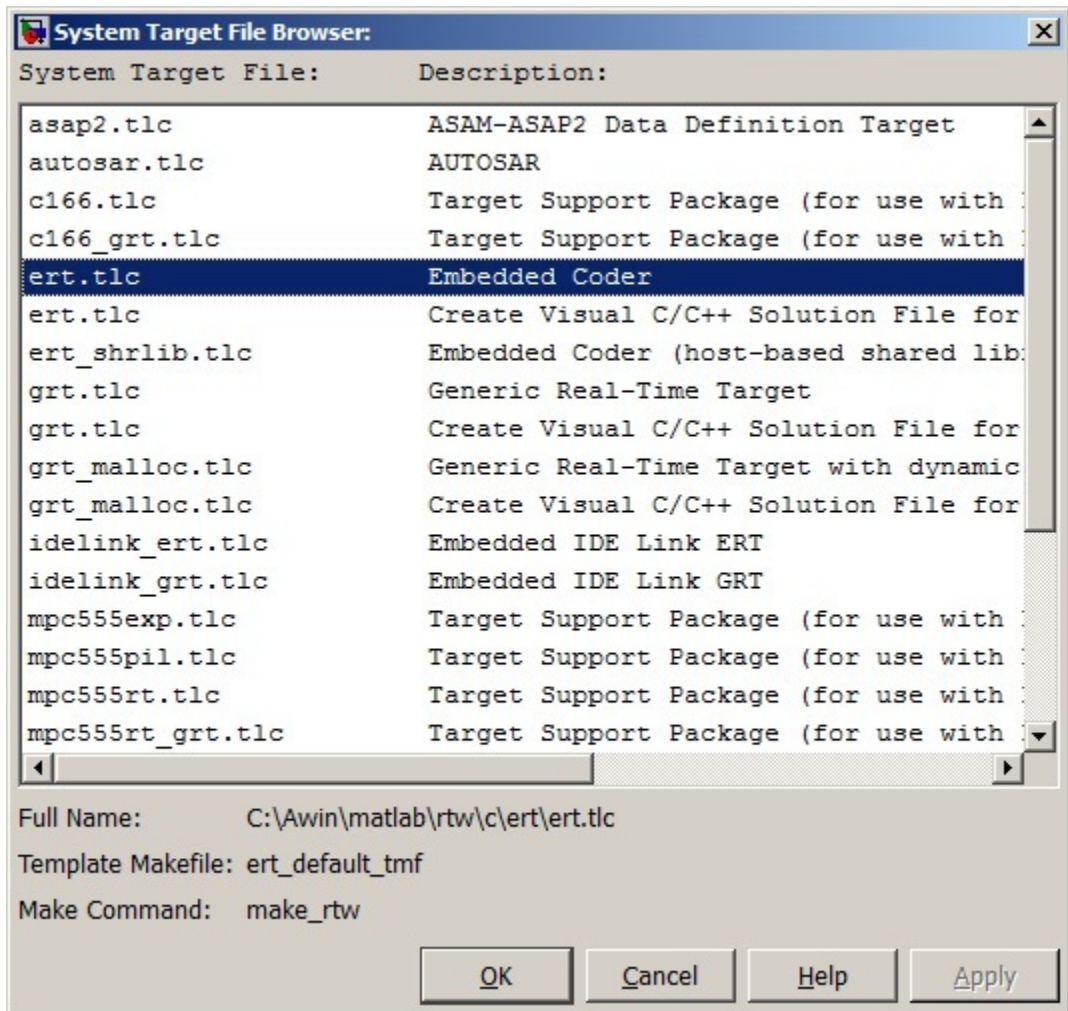 System Target File Browser:
System Target File: Description:
asap2.tlc ASAM-ASAP2 Data Definition Target
autosar.tlc AUTOSAR
c166.tlc Target Support Package (for use with
c166_grt.tlc Target Support Package (for use with
ert.tlc Embedded Coder
ert.tlc Create Visual C/C++ Solution File for
ert_shrlib.tlc Embedded Coder (host-based shared
grt.tlc Generic Real-Time Target
grt.tlc Create Visual C/C++ Solution File for
grt_malloc.tlc Generic Real-Time Target with dynamic
grt_malloc.tlc Create Visual C/C++ Solution File for
idelink_ert.tlc Embedded IDE Link ERT
idelink_grt.tlc Embedded IDE Link GRT
mpc555exp.tlc Target Support Package (for use with
mpc555pil.tlc Target Support Package (for use with
mpc555rt.tlc Target Support Package (for use with
mpc555rt_grt.tlc Target Support Package (for use with
Full Name: C:\Awin\matlab\rtw\c\ert\ert.tlc
Template Makefile: ert_default_tmf
Make Command: make_rtw
OK Cancel Help Apply